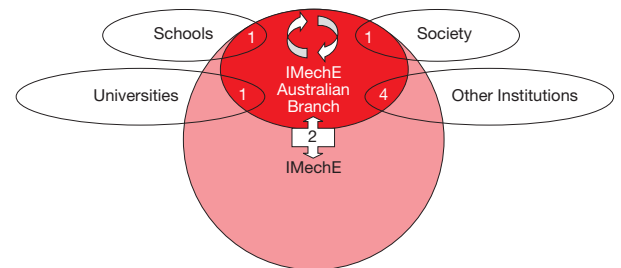 Schools
1
1
Society
IMechE
Australian
Branch
Universities
1
4
Other Institutions
2
IMechE